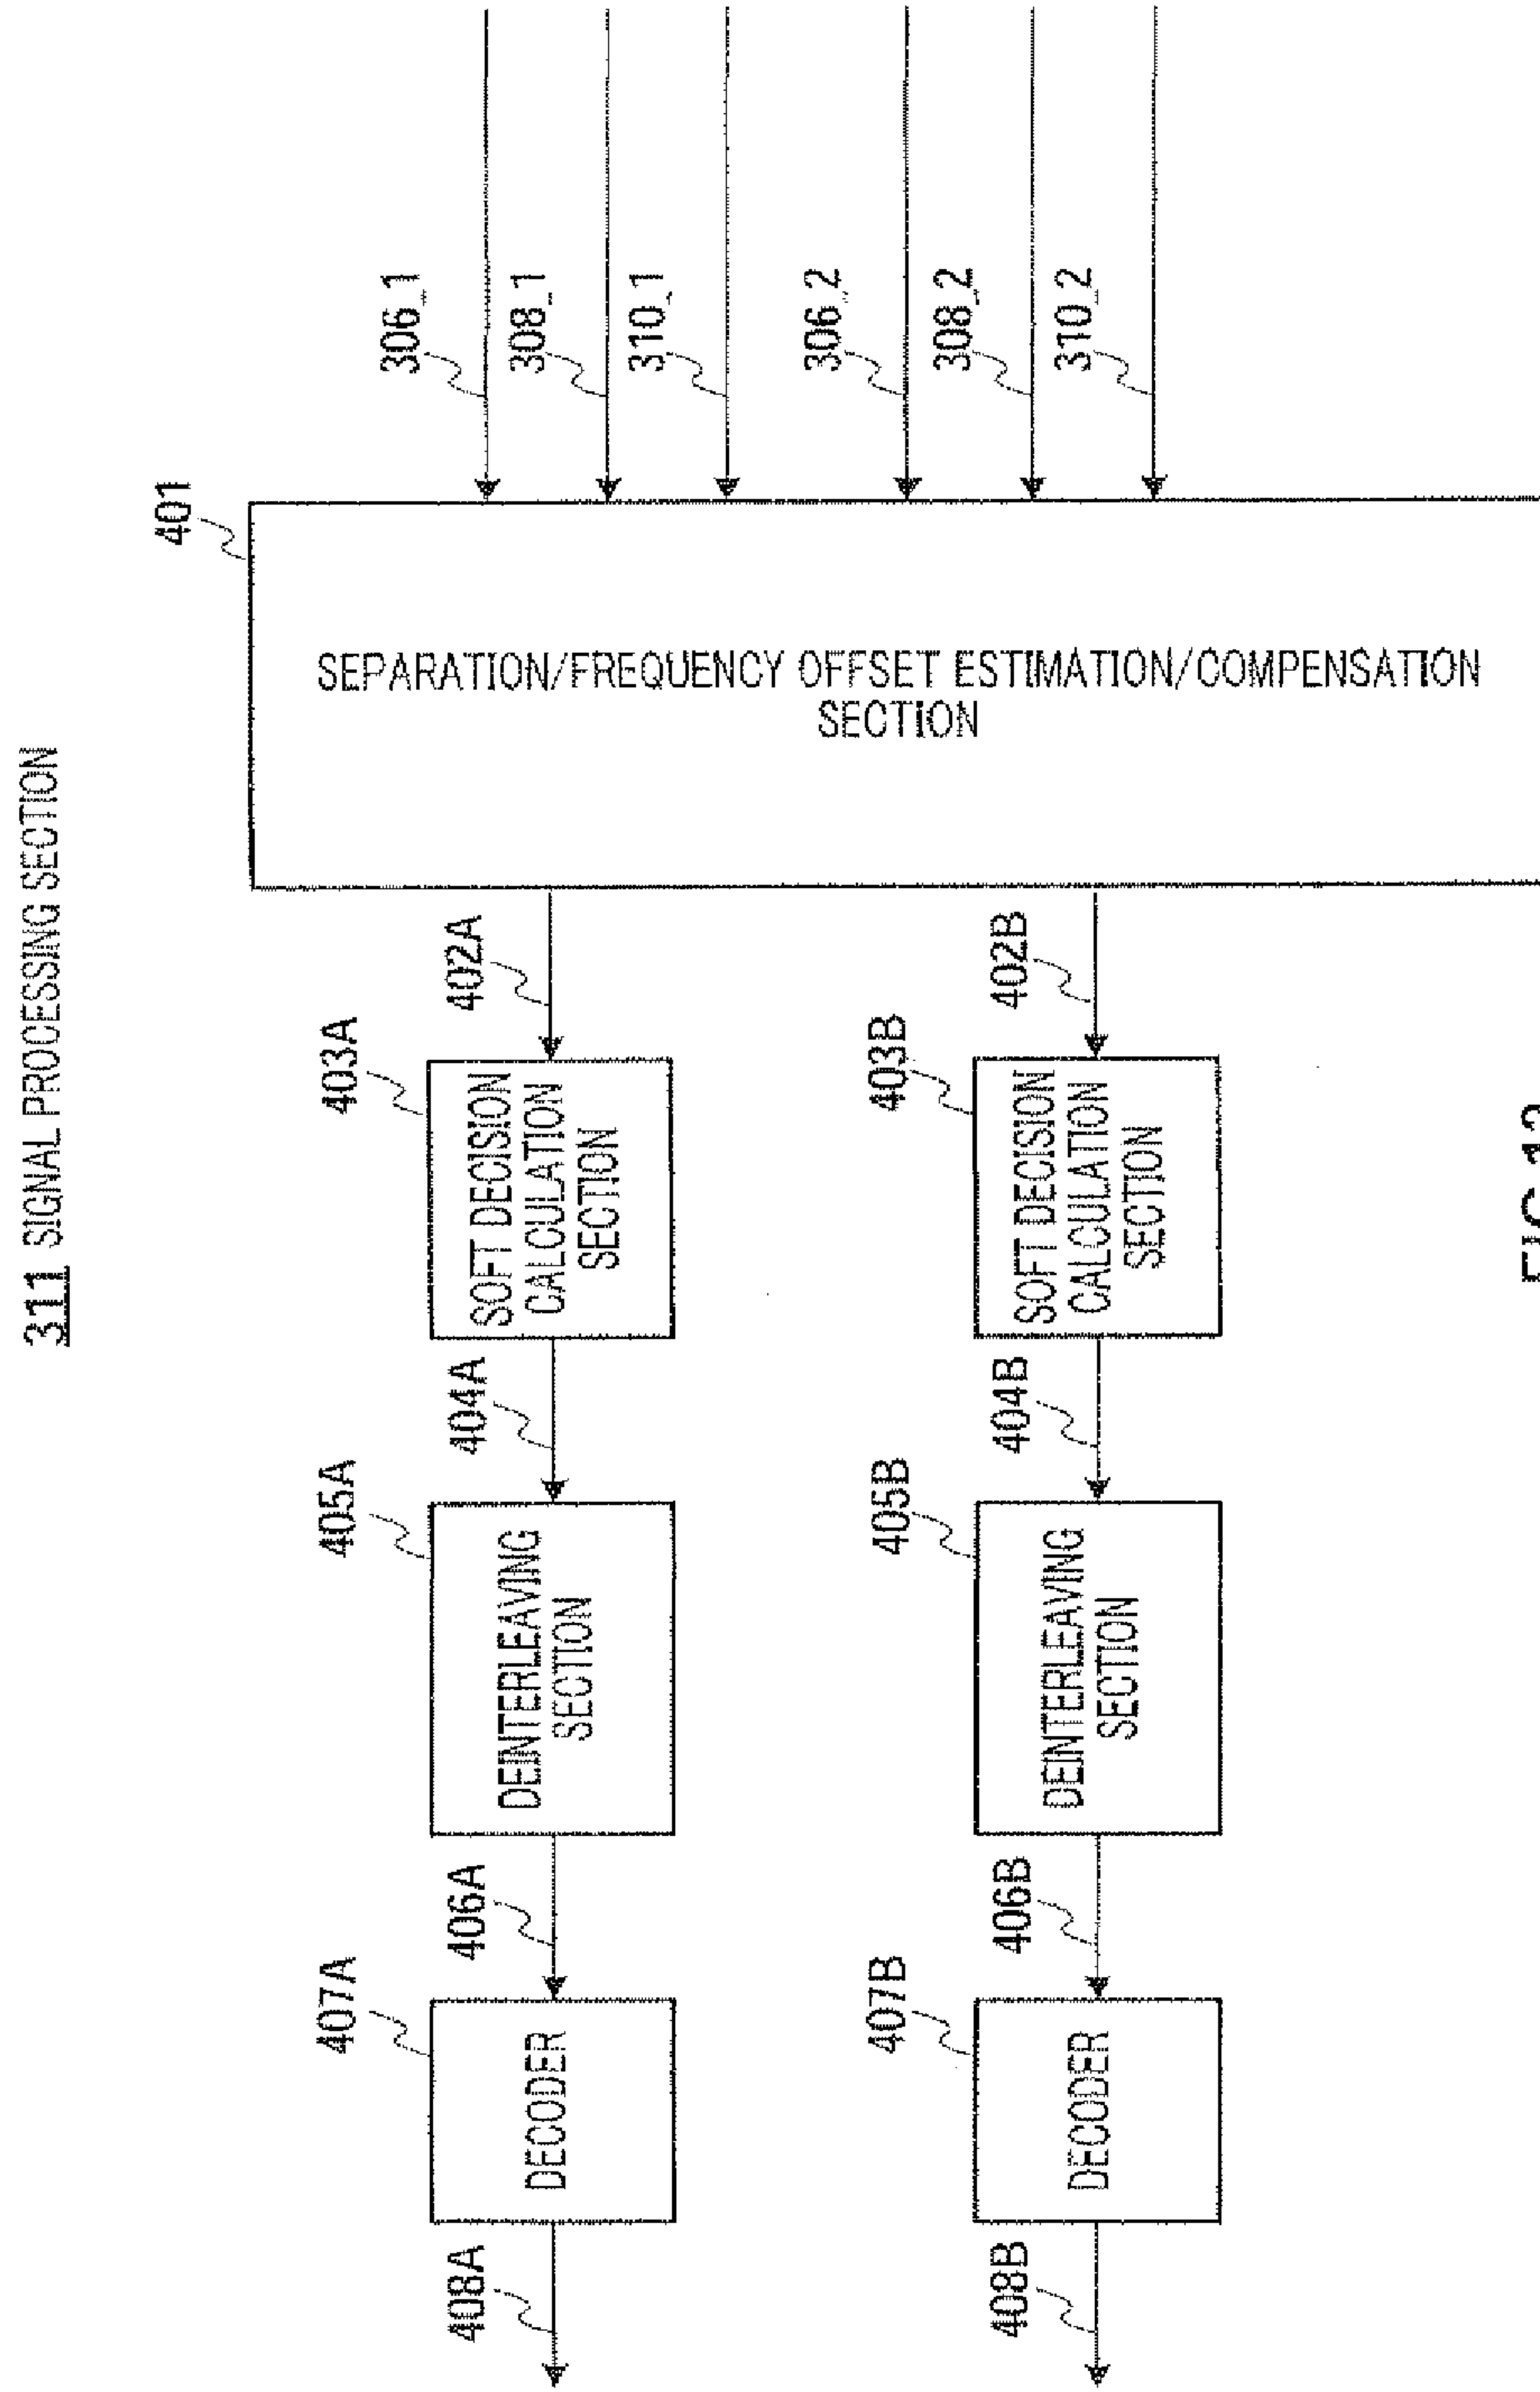 311 SIGNAL PROCESSING SECTION
306_1
308_1
310_1
306_2
308_2
310_2
401
SEPARATION/FREQUENCY OFFSET ESTIMATION/COMPENSATION
SECTION
402A
402B
403A
SOFT DECISION
CALCULATION
SECTION
403B
SOFT DECISION
CALCULATION
SECTION
404A
404B
405A
DEINTERLEAVING
SECTION
405B
DEINTERLEAVING
SECTION
406A
406B
407A
DECODER
407B
DECODER
408A
408B